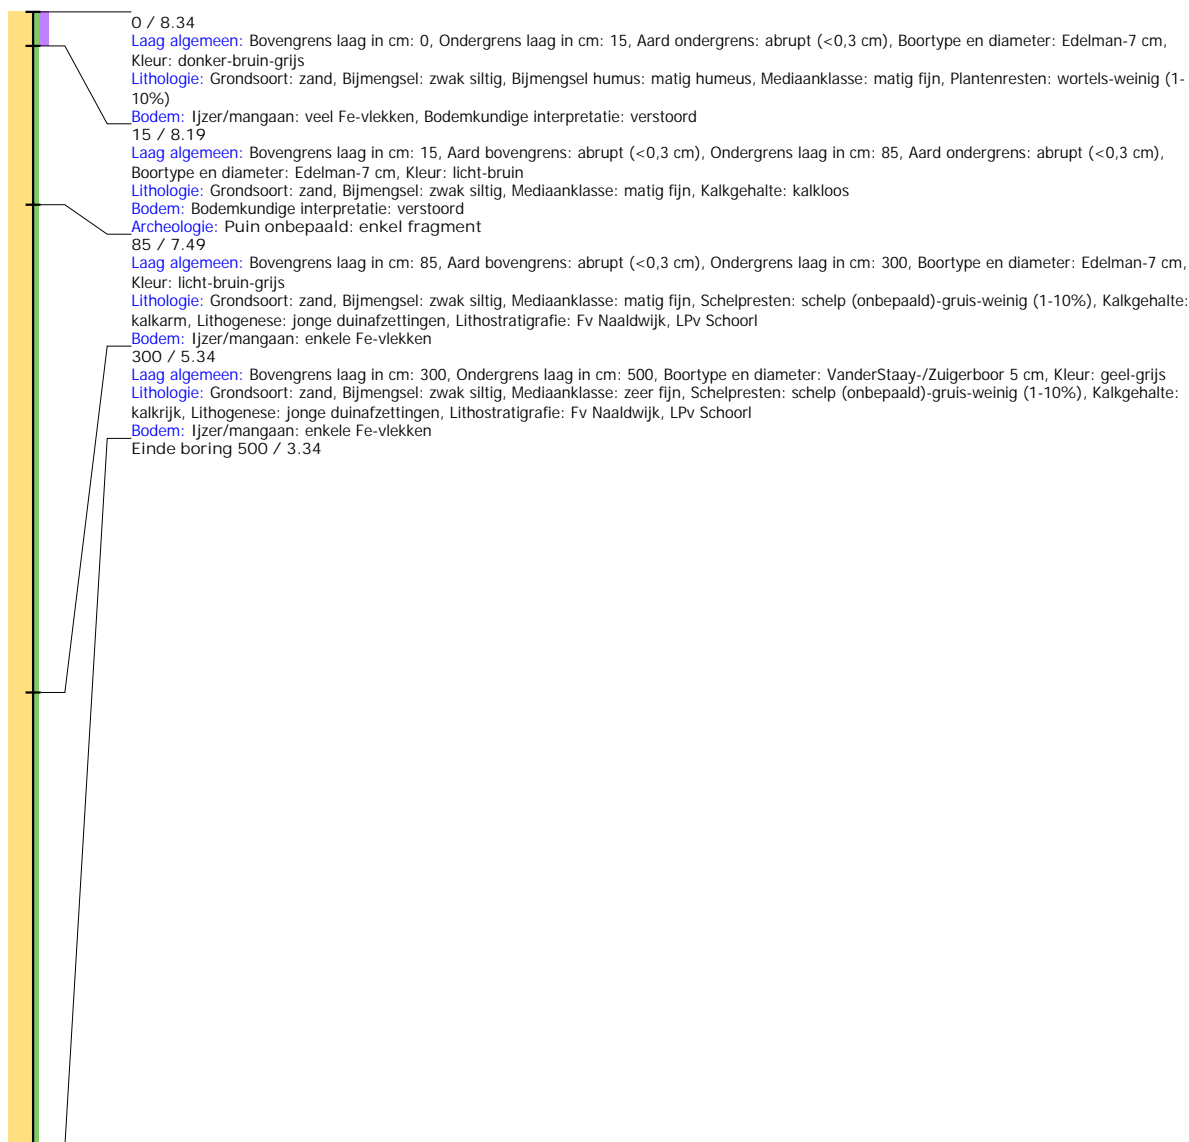 0 / 8.34
Laag algemeen: Bovengrens laag in cm: 0, Ondergrens laag in cm: 15, Aard ondergrens: abrupt (<0,3 cm), Boortype en diameter: Edelman-7 cm,
Kleur: donker-bruin-grijs
Lithologie: Grondsoort: zand, Bijmengsel: zwak siltig, Bijmengsel humus: matig humeus, Mediaanklasse: matig fijn, Plantenresten: wortels-weinig (1-
10%)
Bodem: Ijzer/mangaan: veel Fe-vlekken, Bodemkundige interpretatie: verstoord
15 / 8.19
Laag algemeen: Bovengrens laag in cm: 15, Aard bovengrens: abrupt (<0,3 cm), Ondergrens laag in cm: 85, Aard ondergrens: abrupt (<0,3 cm),
Boortype en diameter: Edelman-7 cm, Kleur: licht-bruin
Lithologie: Grondsoort: zand, Bijmengsel: zwak siltig, Mediaanklasse: matig fijn, Kalkgehalte: kalkloos
Bodem: Bodemkundige interpretatie: verstoord
Archeologie: Puin onbepaald: enkel fragment
85 / 7.49
Laag algemeen: Bovengrens laag in cm: 85, Aard bovengrens: abrupt (<0,3 cm), Ondergrens laag in cm: 300, Boortype en diameter: Edelman-7 cm,
Kleur: licht-bruin-grijs
Lithologie: Grondsoort: zand, Bijmengsel: zwak siltig, Mediaanklasse: matig fijn, Schelpresten: schelp (onbepaald)-gruis-weinig (1-10%), Kalkgehalte:
kalkarm, Lithogenese: jonge duinafzettingen, Lithostratigrafie: Fv Naaldwijk, LPv Schoorl
Bodem: Ijzer/mangaan: enkele Fe-vlekken
300 / 5.34
Laag algemeen: Bovengrens laag in cm: 300, Ondergrens laag in cm: 500, Boortype en diameter: VanderStaay-/Zuigerboor 5 cm, Kleur: geel-grijs
Lithologie: Grondsoort: zand, Bijmengsel: zwak siltig, Mediaanklasse: zeer fijn, Schelpresten: schelp (onbepaald)-gruis-weinig (1-10%), Kalkgehalte:
kalkrijk, Lithogenese: jonge duinafzettingen, Lithostratigrafie: Fv Naaldwijk, LPv Schoorl
Bodem: Ijzer/mangaan: enkele Fe-vlekken
Einde boring 500 / 3.34